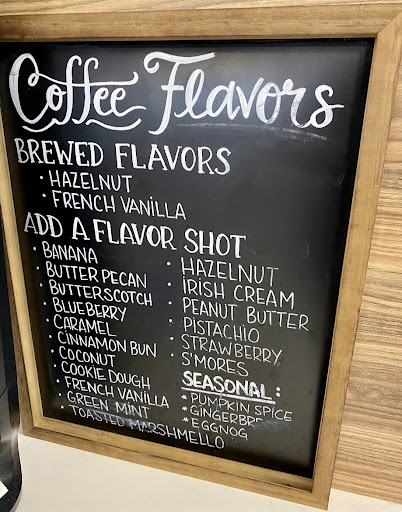 Coffee Flavors
BREWED FLAVORS
• HAZELNUT
• FRENCH VANILLA
ADD A FLAVOR SHOT
• BANANA
• BUTTER PECAN
• BUTTERSCOTCH
• BLUEBERRY
• CARAMEL
• CINNAMON BUN
• COCONUT
• COOKIE DOUGH
• FRENCH VANILLA
• GREEN MINT
• TOASTED MARSHMELLO
• HAZELNUT
• IRISH CREAM
• PEANUT BUTTER
• PISTACHIO
• STRAWBERRY
• S'MORES
SEASONAL:
* PUMPKIN SPICE
* EGGNOG